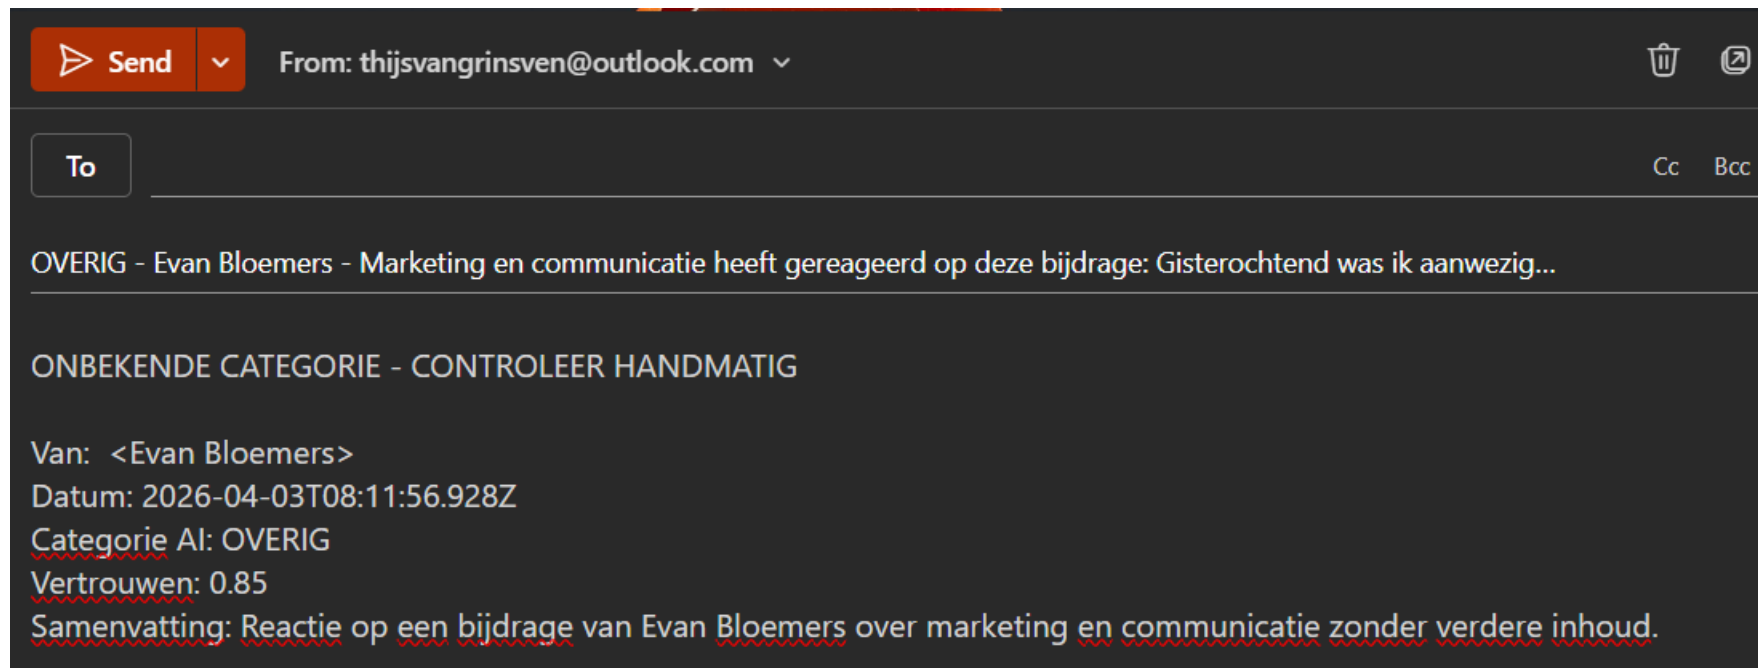 Send
From: thijsvangrinsven@outlook.com
To
Cc Bcc
OVERIG - Evan Bloemers - Marketing en communicatie heeft gereageerd op deze bijdrage: Gisterochtend was ik aanwezig...
ONBEKENDE CATEGORIE - CONTROLEER HANDMATIG
Van:  <Evan Bloemers>
Datum: 2026-04-03T08:11:56.928Z
Categorie AI: OVERIG
Vertrouwen: 0.85
Samenvatting: Reactie op een bijdrage van Evan Bloemers over marketing en communicatie zonder verdere inhoud.